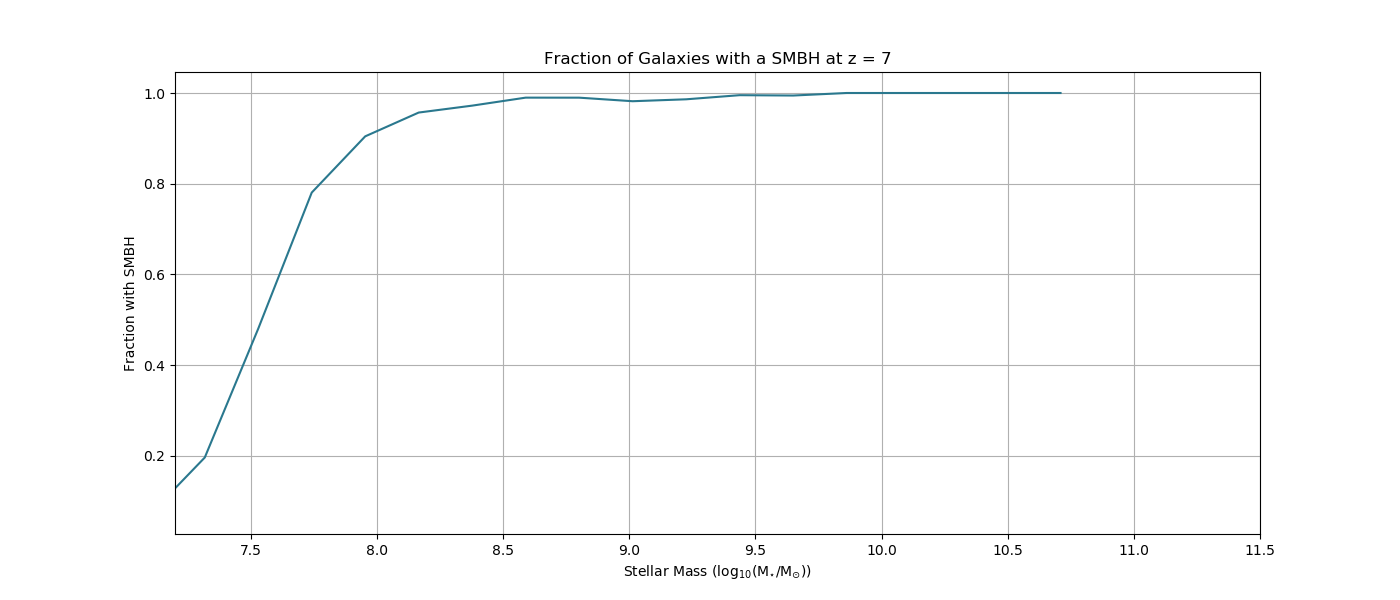 Fraction of Galaxies with a SMBH at z = 7
Fraction with SMBH
1.0
0.8
0.6
0.4
0.2
7.5 8.0 8.5 9.0 9.5 10.0 10.5 11.0 11.5
Stellar Mass (log₁₀(M⋆/M☉))